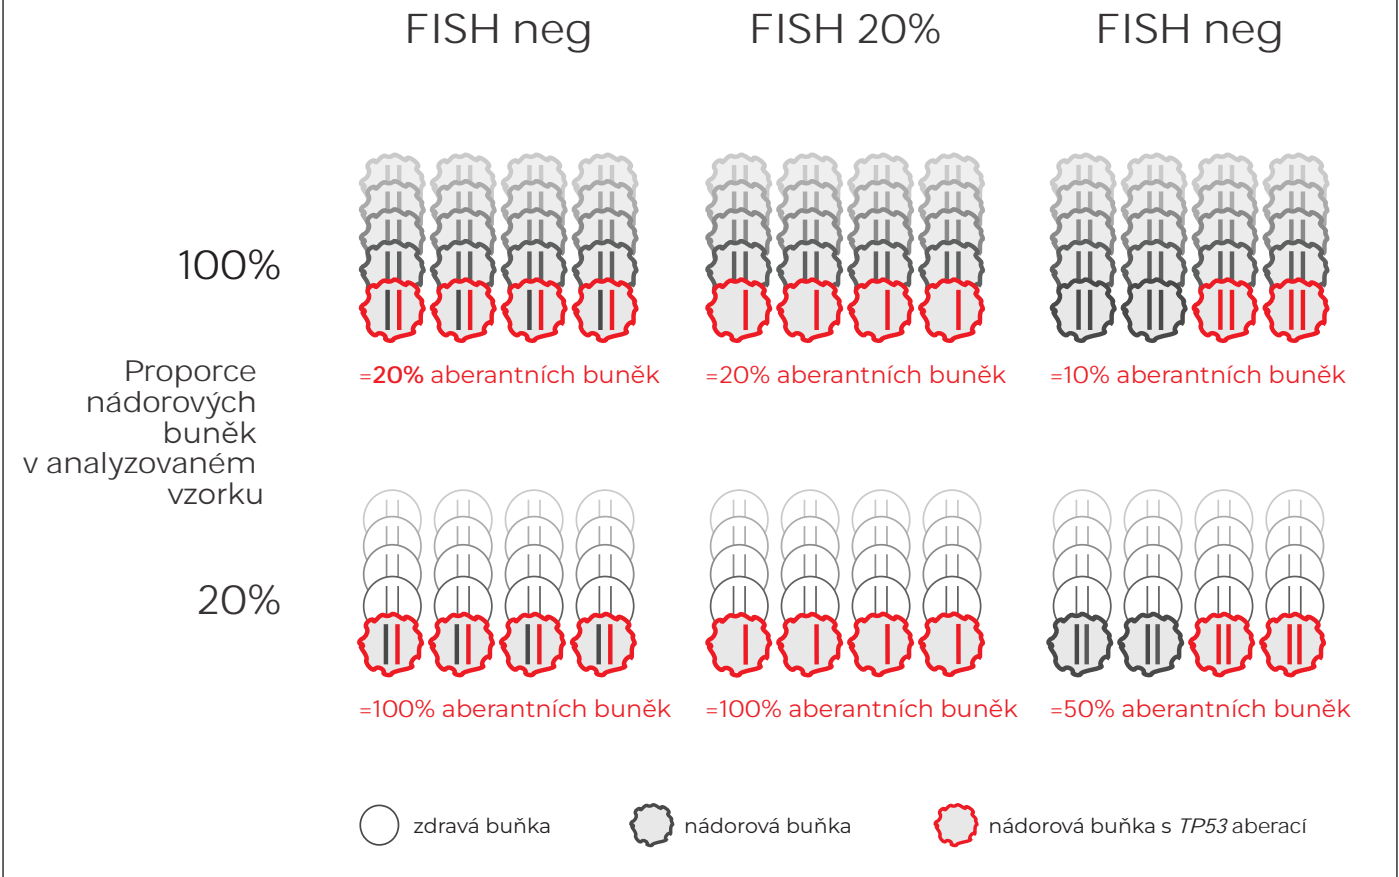 FISH neg
FISH 20%
FISH neg
100%
=20% aberantních buněk
=20% aberantních buněk
=10% aberantních buněk
Proporce
nádorových
buněk
v analyzovaném
vzorku
20%
=100% aberantních buněk
=100% aberantních buněk
=50% aberantních buněk
zdravá buňka
nádorová buňka
nádorová buňka s TP53 aberací